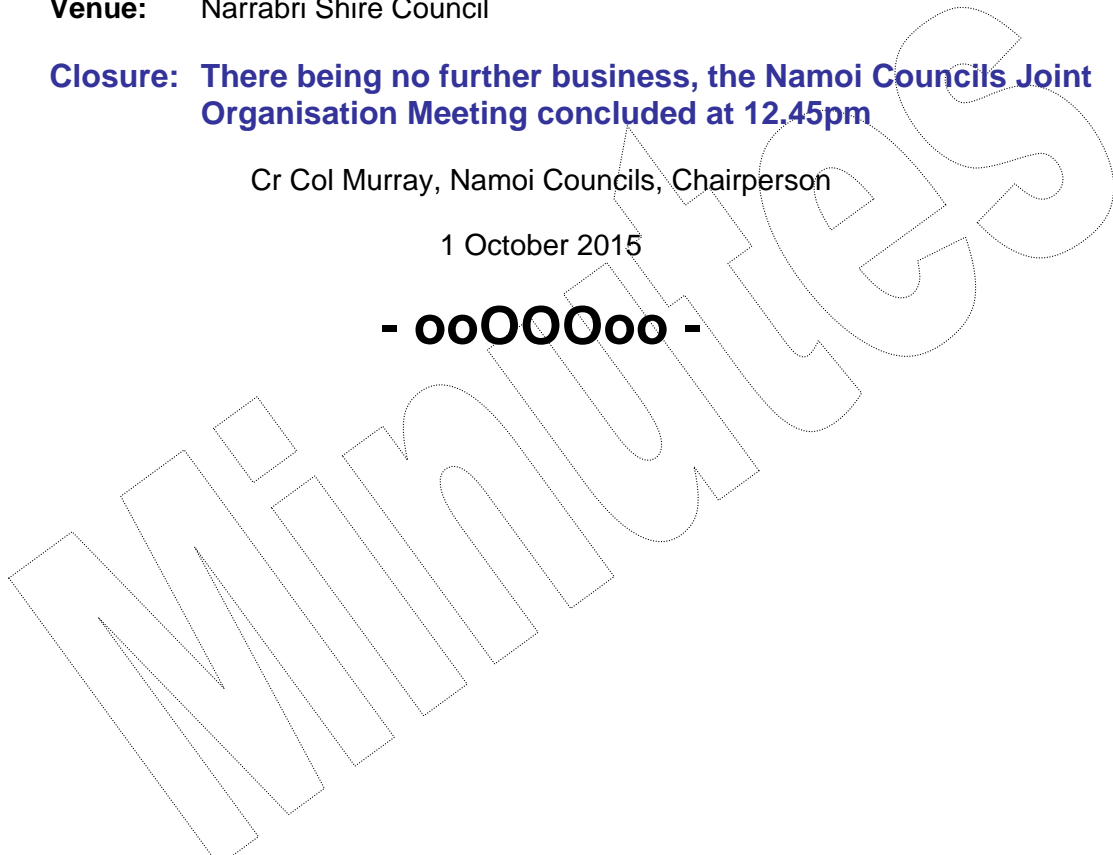 Venue: Narrabri Shire Council
Closure: There being no further business, the Namoi Councils Joint
Organisation Meeting concluded at 12.45pm
Cr Col Murray, Namoi Councils, Chairperson
1 October 2015
- ooOOOoo -
Minutes